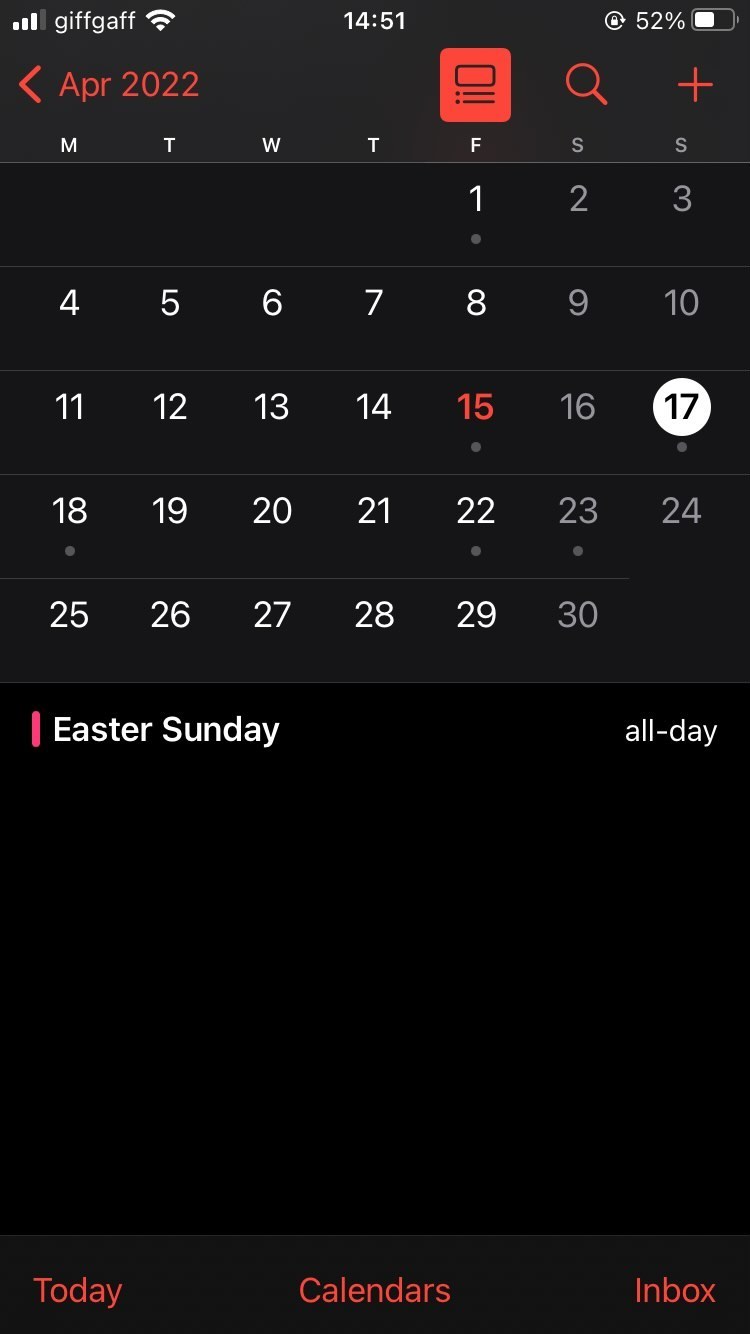 giffgaff 14:51 52%
Apr 2022
M T W T F S S
1 2 3
4 5 6 7 8 9 10
11 12 13 14 15 16 17
18 19 20 21 22 23 24
25 26 27 28 29 30
Easter Sunday all-day
Today Calendars Inbox